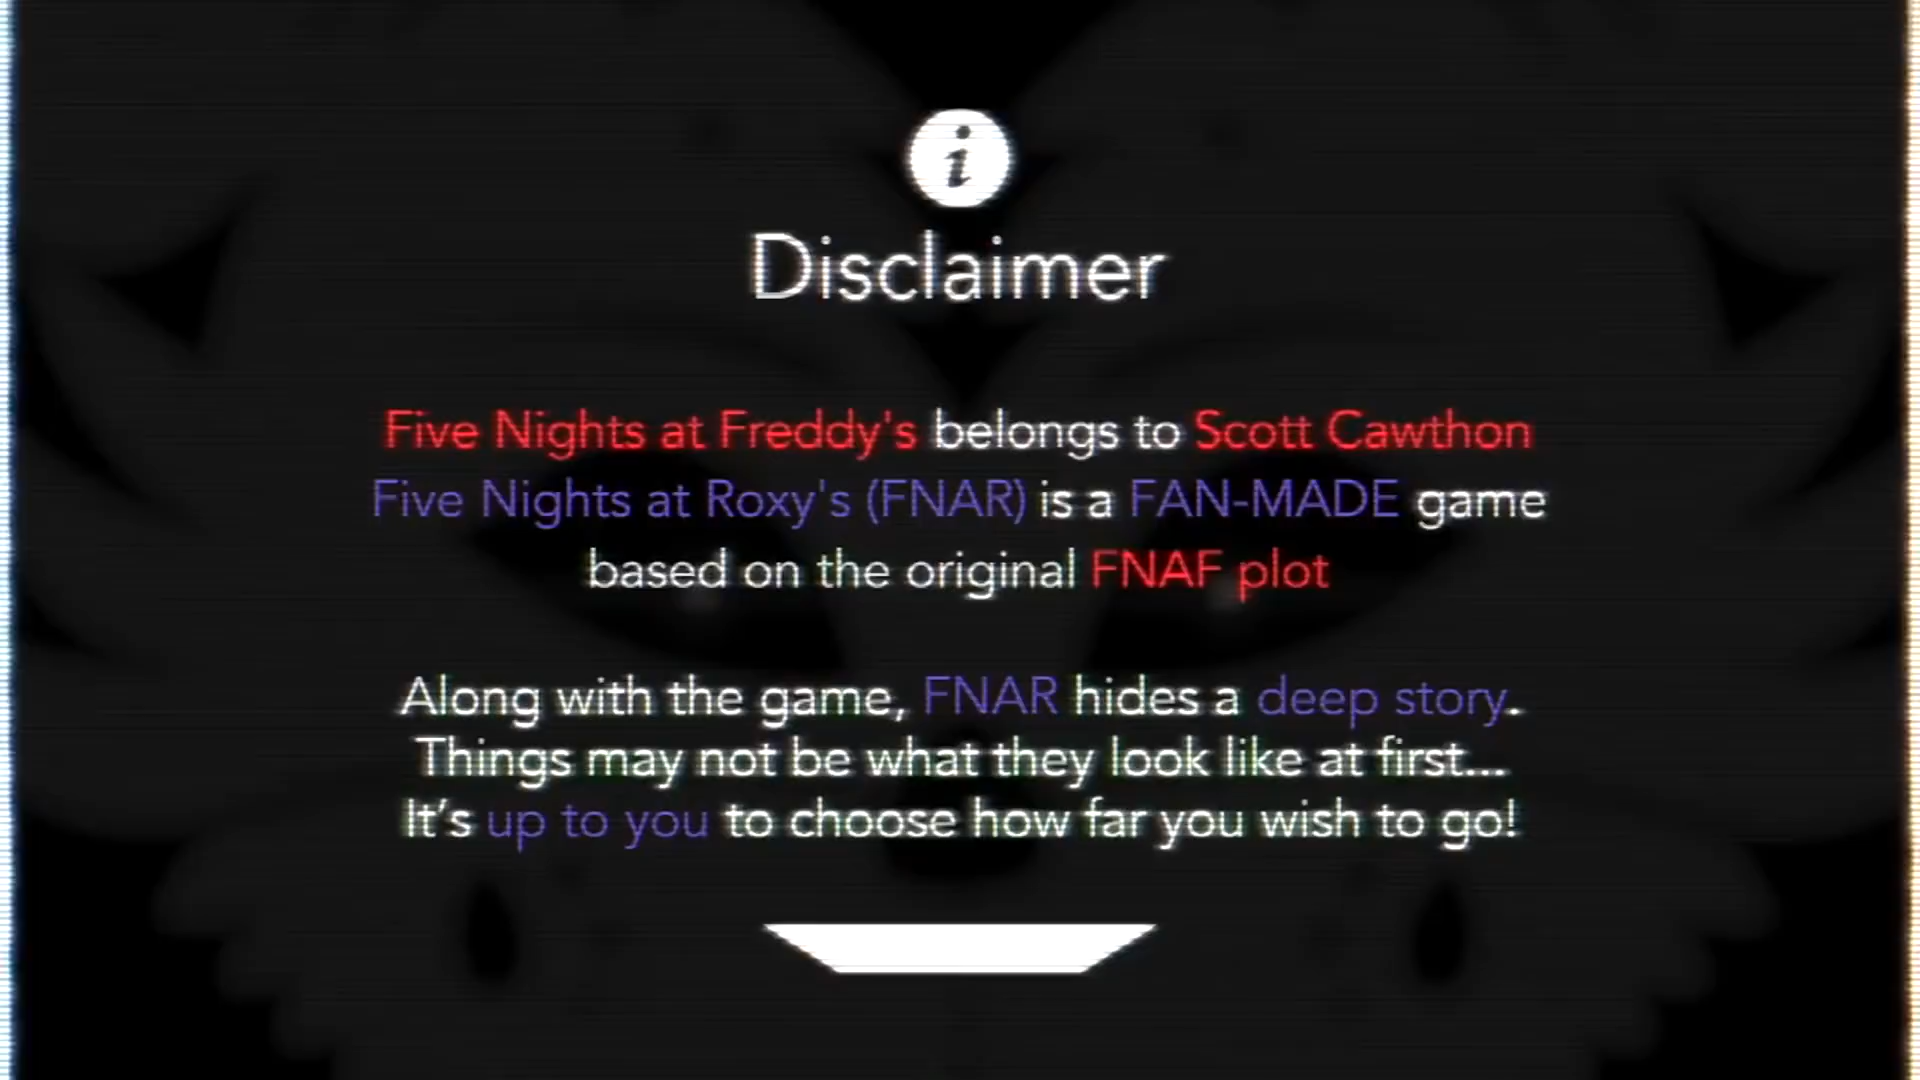 i
Disclaimer
Five Nights at Freddy's belongs to Scott Cawthon
Five Nights at Roxy's (FNAR) is a FAN-MADE game
based on the original FNAF plot
Along with the game, FNAR hides a deep story.
Things may not be what they look like at first...
It’s up to you to choose how far you wish to go!